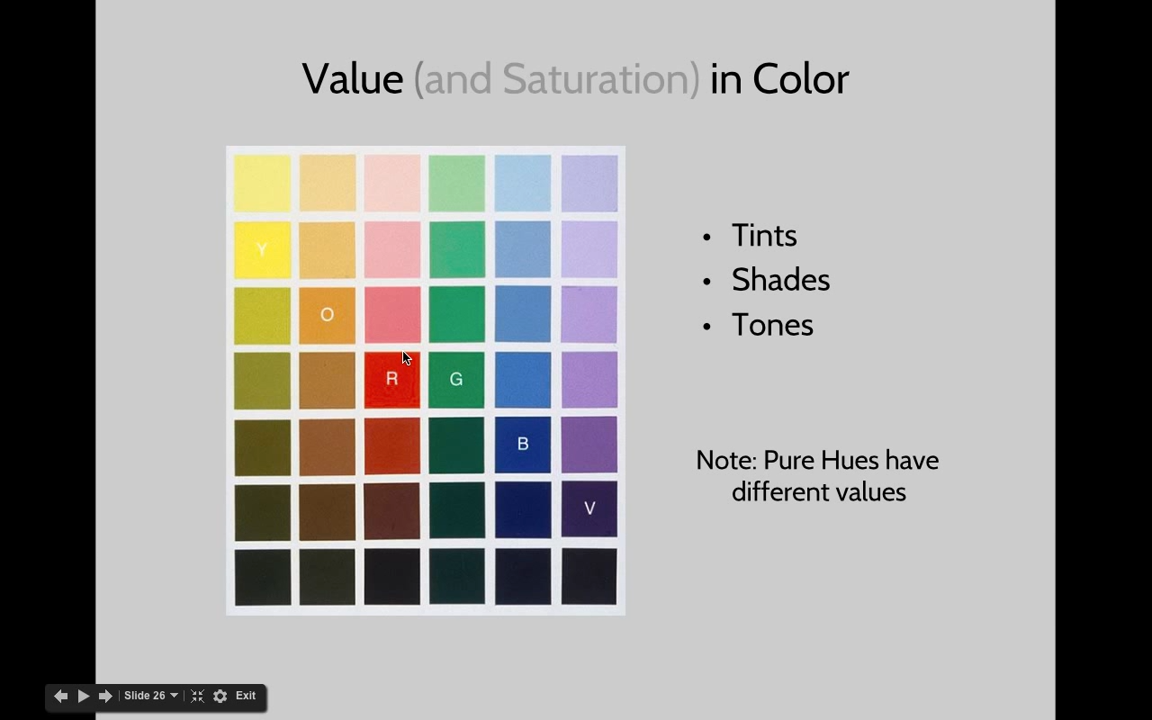 Value (and Saturation) in Color
Y
O
R
G
B
V
• Tints
• Shades
• Tones
Note: Pure Hues have
different values
Slide 26
Exit